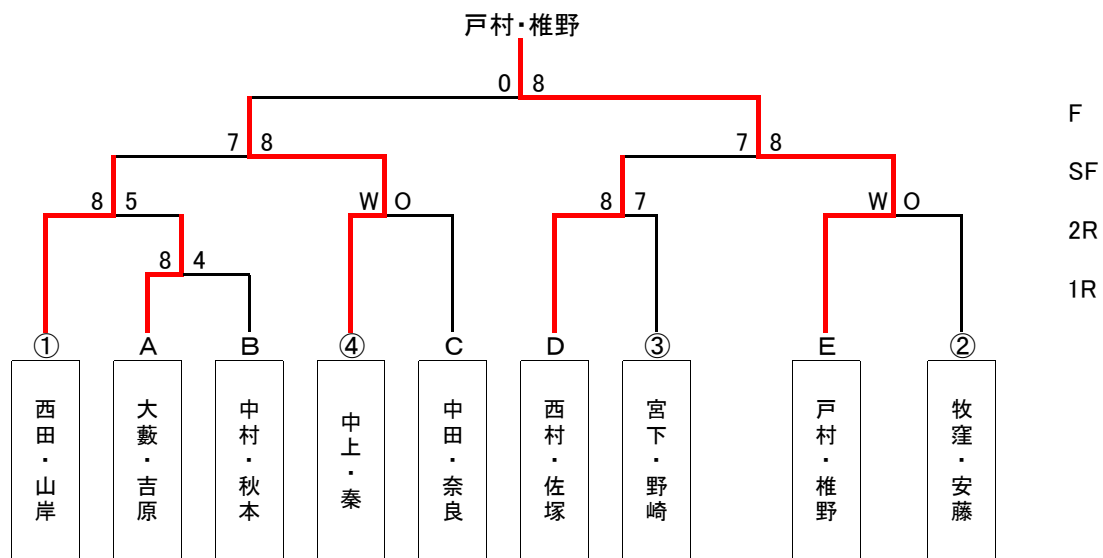 戸村・椎野
0 8
F
7 8
7 8
SF
8 5
W O
8 7
W O
2R
8 4
1R
① A B ④ C D ③ E ②
西田・山岸
大藪・吉原
中村・秋本
中上・秦
中田・奈良
西村・佐塚
宮下・野崎
戸村・椎野
牧窪・安藤